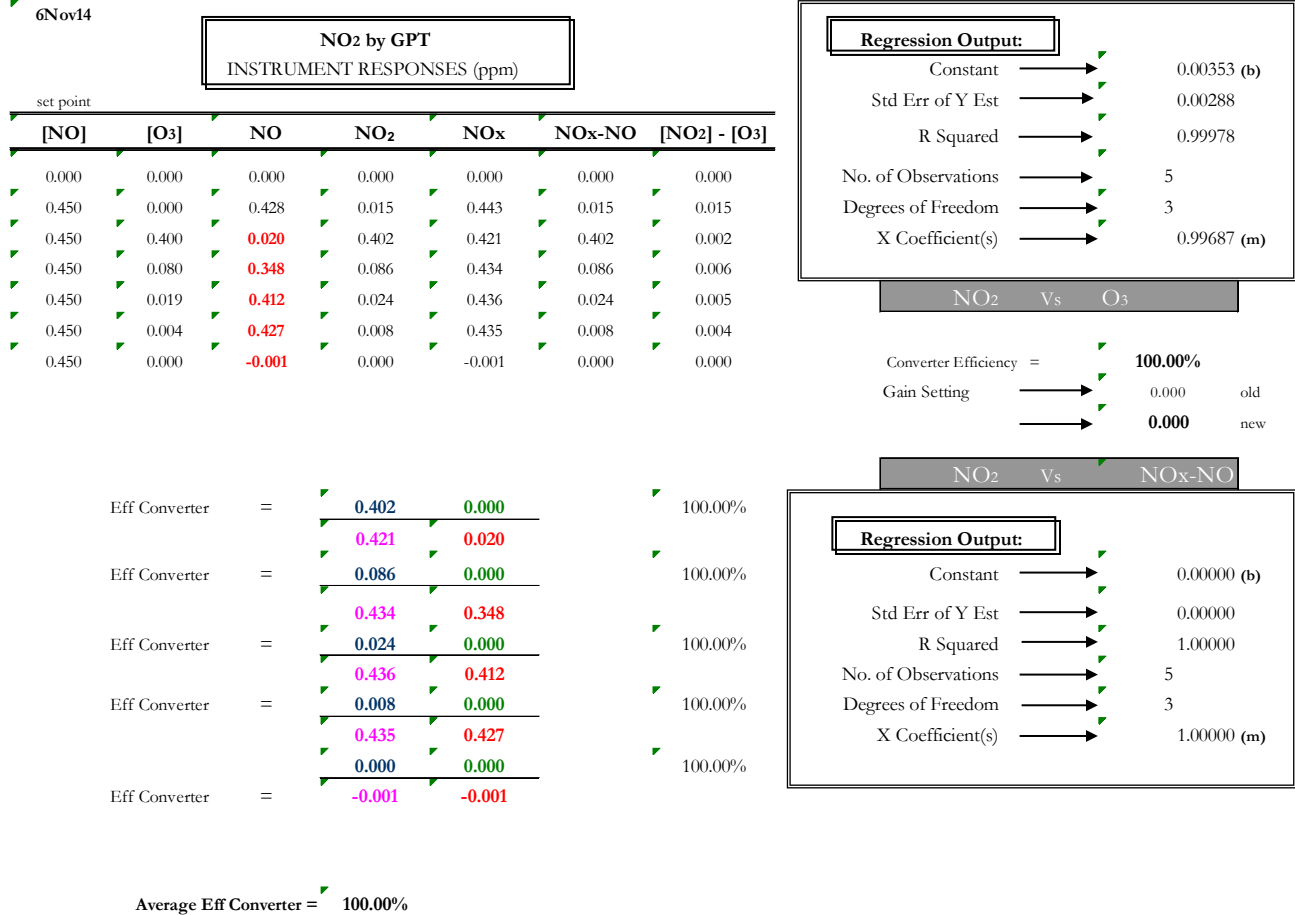 6Nov14
NO2 by GPT
INSTRUMENT RESPONSES (ppm)
set point
[NO] [O3] NO NO2 NOx NOx-NO [NO2] - [O3]
0.000 0.000 0.000 0.000 0.000 0.000 0.000
0.450 0.000 0.428 0.015 0.443 0.015 0.015
0.450 0.400 0.020 0.402 0.421 0.402 0.002
0.450 0.080 0.348 0.086 0.434 0.086 0.006
0.450 0.019 0.412 0.024 0.436 0.024 0.005
0.450 0.004 0.427 0.008 0.435 0.008 0.004
0.450 0.000 -0.001 0.000 -0.001 0.000 0.000
Regression Output:
Constant 0.00353 (b)
Std Err of Y Est 0.00288
R Squared 0.99978
No. of Observations 5
Degrees of Freedom 3
X Coefficient(s) 0.99687 (m)
NO2 Vs O3
Converter Efficiency = 100.00%
Gain Setting 0.000 old
0.000 new
NO2 Vs NOx-NO
Eff Converter = 0.402 0.000 100.00%
0.421 0.020
Eff Converter = 0.086 0.000 100.00%
0.434 0.348
Eff Converter = 0.024 0.000 100.00%
0.436 0.412
Eff Converter = 0.008 0.000 100.00%
0.435 0.427
0.000 0.000 100.00%
Eff Converter = -0.001 -0.001
Regression Output:
Constant 0.00000 (b)
Std Err of Y Est 0.00000
R Squared 1.00000
No. of Observations 5
Degrees of Freedom 3
X Coefficient(s) 1.00000 (m)
Average Eff Converter = 100.00%